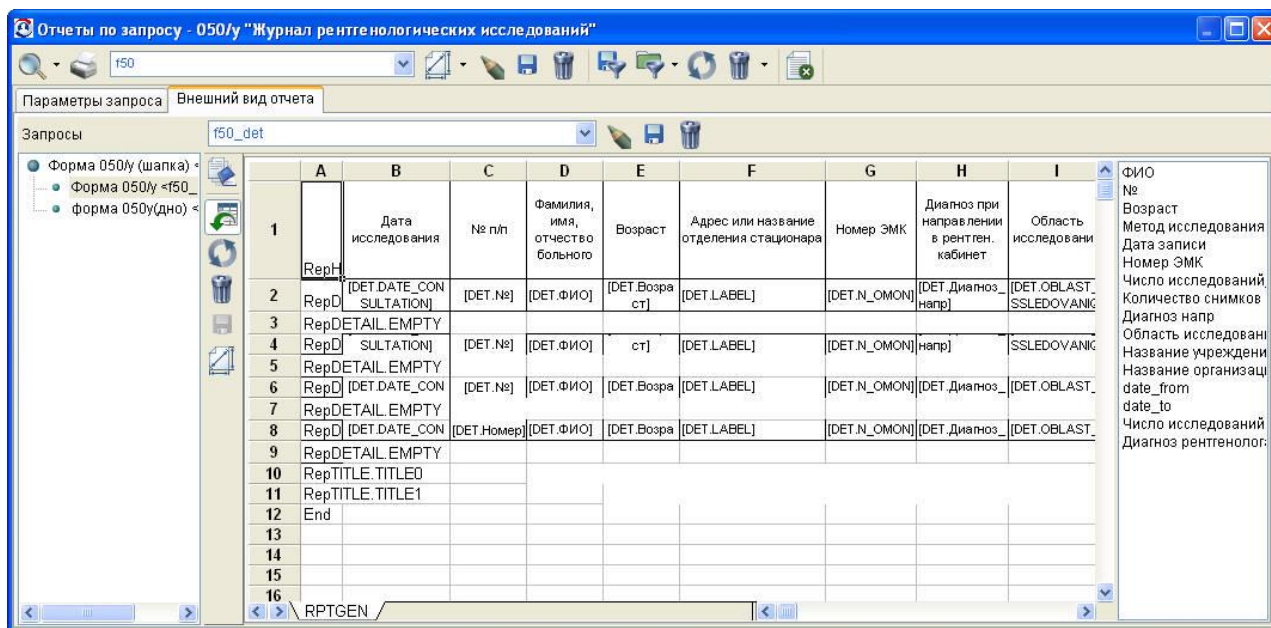 Отчеты по запросу - 050/у "Журнал рентгенологических исследований"
f50
Параметры запроса Внешний вид отчета
Запросы f50_det
Форма 050/у (шапка) <
Форма 050/у <f50_
форма 050у(дно) <
A B C D E F G H I
1 RepH Дата исследования № п/п Фамилия, имя, отчество больного Возраст Адрес или название отделения стационара Номер ЭМК Диагноз при направлении в рентген. кабинет Область исследовани
2 RepD [DET.DATE_CONSULTATION] [DET.№] [DET.ФИО] [DET.Возраст] [DET.LABEL] [DET.N_OMON] [DET.Диагноз_напр] [DET.OBLAST_ SSLEDOVANIG
3 RepDETAIL.EMPTY
4 RepD SULTATION] [DET.№] [DET.ФИО] ст] [DET.LABEL] [DET.N_OMON] напр] SSLEDOVANIG
5 RepDETAIL.EMPTY
6 RepD [DET.DATE_CON [DET.№] [DET.ФИО] [DET.Возра [DET.LABEL] [DET.N_OMON] [DET.Диагноз_ [DET.OBLAST_
7 RepDETAIL.EMPTY
8 RepD [DET.DATE_CON [DET.Номер] [DET.ФИО] [DET.Возра [DET.LABEL] [DET.N_OMON] [DET.Диагноз_ [DET.OBLAST_
9 RepDETAIL.EMPTY
10 RepTITLE.TITLE0
11 RepTITLE.TITLE1
12 End
13
14
15
16
RPTGEN
ФИО
№
Возраст
Метод исследования
Дата записи
Номер ЭМК
Число исследований
Количество снимков
Диагноз напр
Область исследовани
Название учреждени
Название организац
date_from
date_to
Число исследований
Диагноз рентгенолог